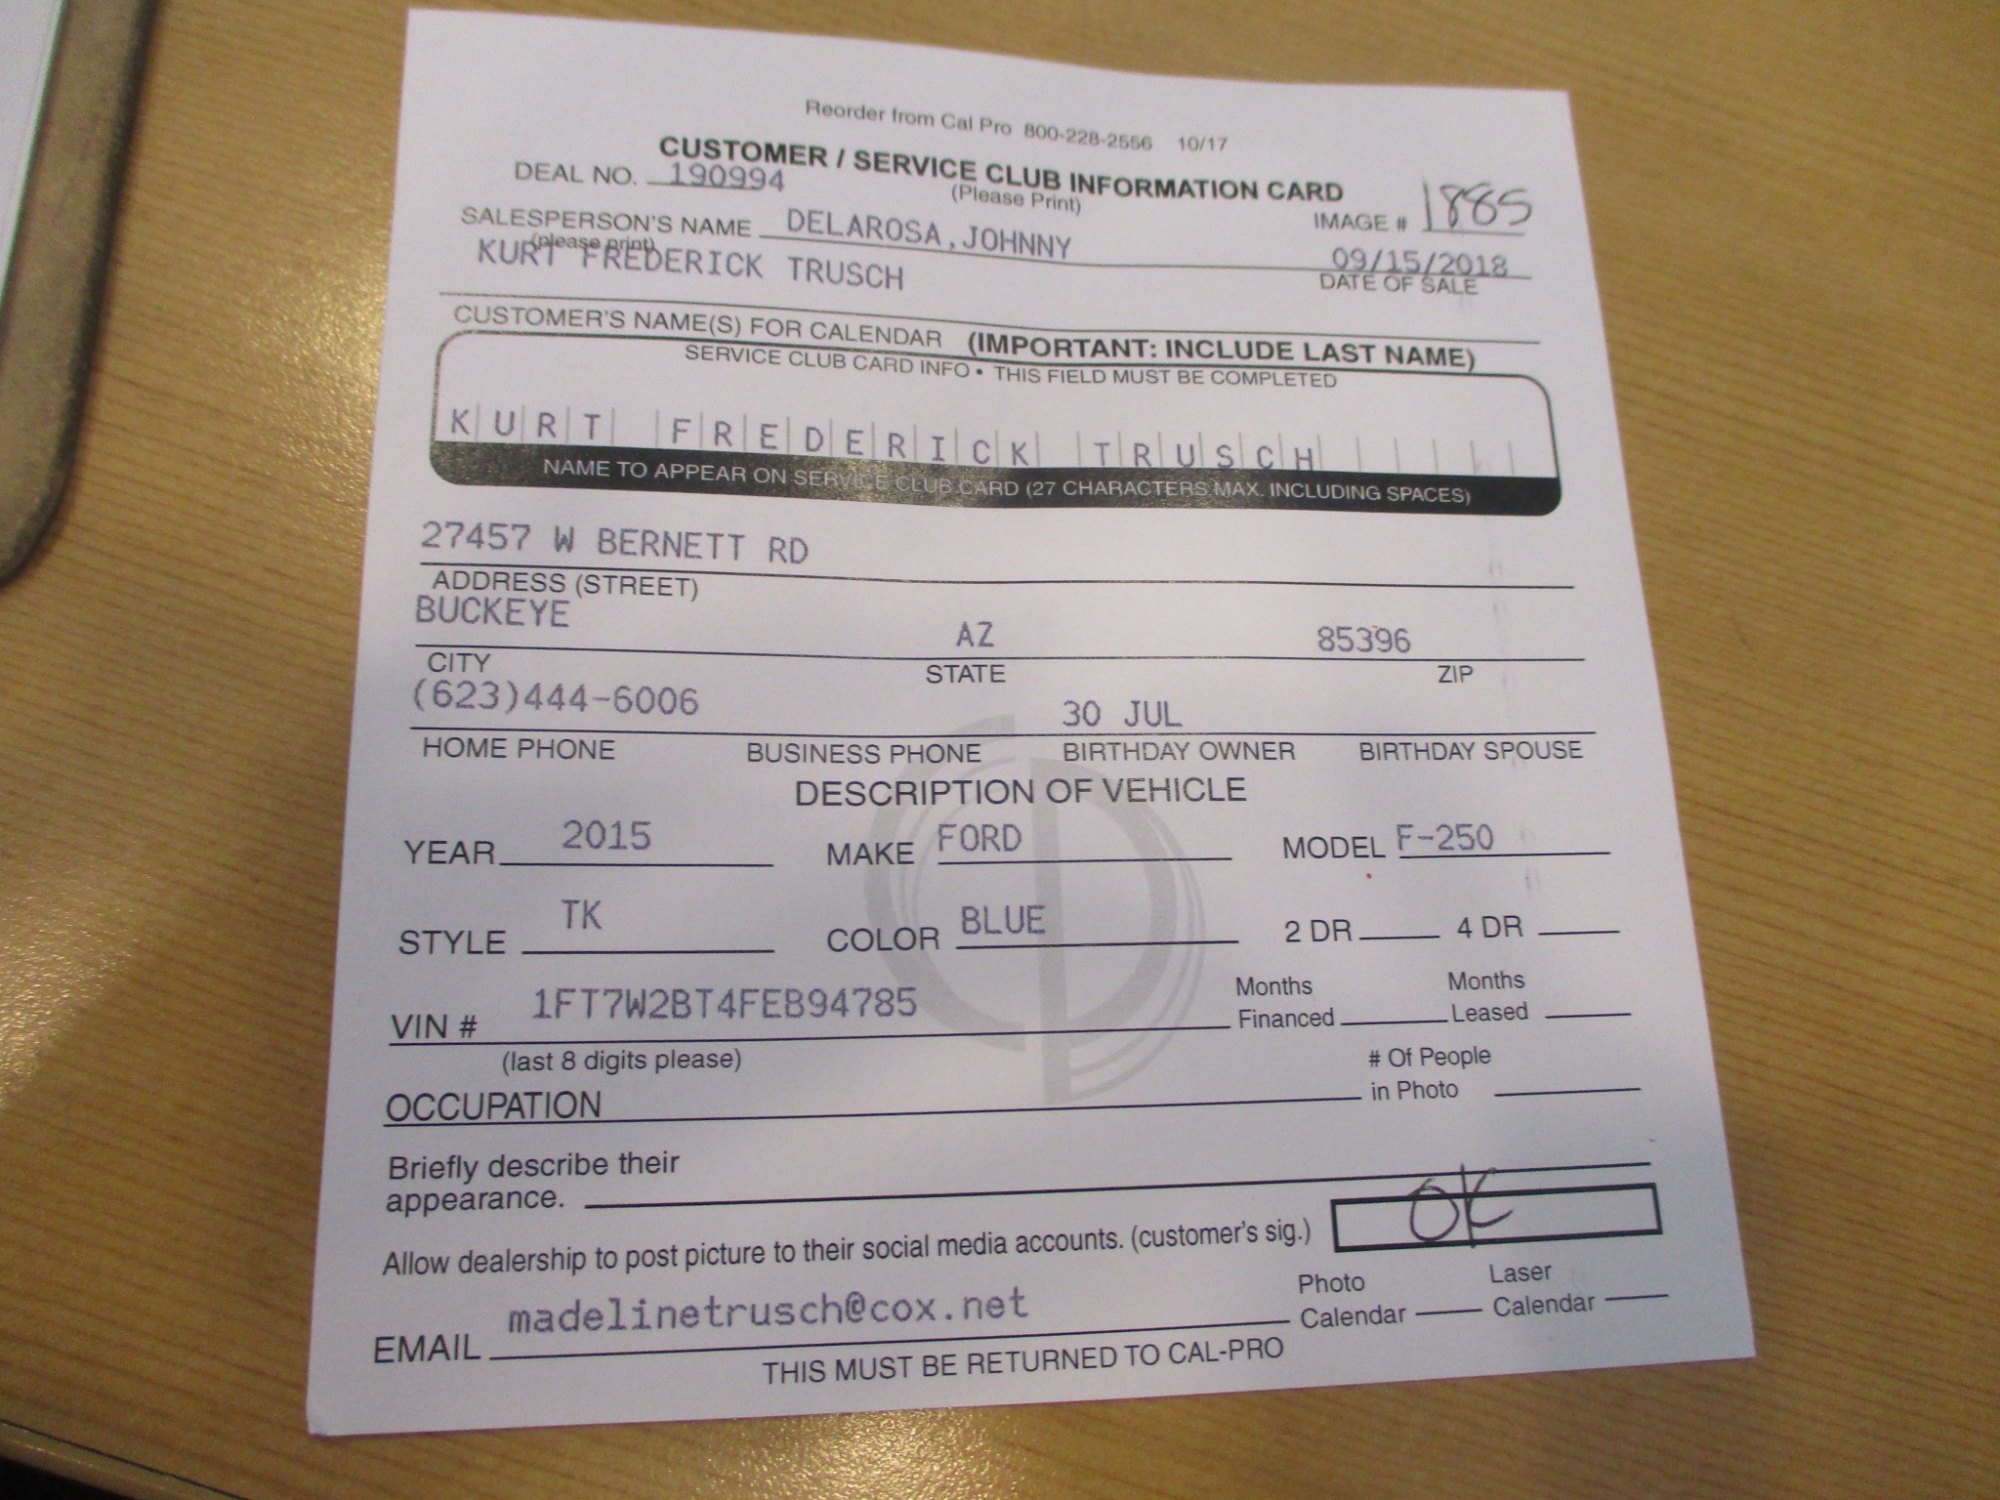 Reorder from Cal Pro 800-228-2556 10/17
CUSTOMER / SERVICE CLUB INFORMATION CARD
(Please Print)
DEAL NO. 190994
IMAGE # 1885
SALESPERSON'S NAME DELAROSA, JOHNNY
(please print)
09/15/2018
KURT FREDERICK TRUSCH
DATE OF SALE
CUSTOMER'S NAME(S) FOR CALENDAR (IMPORTANT: INCLUDE LAST NAME)
SERVICE CLUB CARD INFO • THIS FIELD MUST BE COMPLETED
KURT FREDERICK TRUSCH
NAME TO APPEAR ON SERVICE CLUB CARD (27 CHARACTERS MAX. INCLUDING SPACES)
27457 W BERNETT RD
ADDRESS (STREET)
BUCKEYE AZ 85396
CITY STATE ZIP
(623)444-6006 30 JUL
HOME PHONE BUSINESS PHONE BIRTHDAY OWNER BIRTHDAY SPOUSE
DESCRIPTION OF VEHICLE
YEAR 2015 MAKE FORD MODEL F-250
STYLE TK COLOR BLUE 2 DR 4 DR
VIN # 1FT7W2BT4FEB94785 Months Financed Months Leased
(last 8 digits please)
OCCUPATION # Of People in Photo
Briefly describe their
appearance.
Allow dealership to post picture to their social media accounts. (customer's sig.) OK
EMAIL madelinetrusch@cox.net Photo Calendar Laser Calendar
THIS MUST BE RETURNED TO CAL-PRO